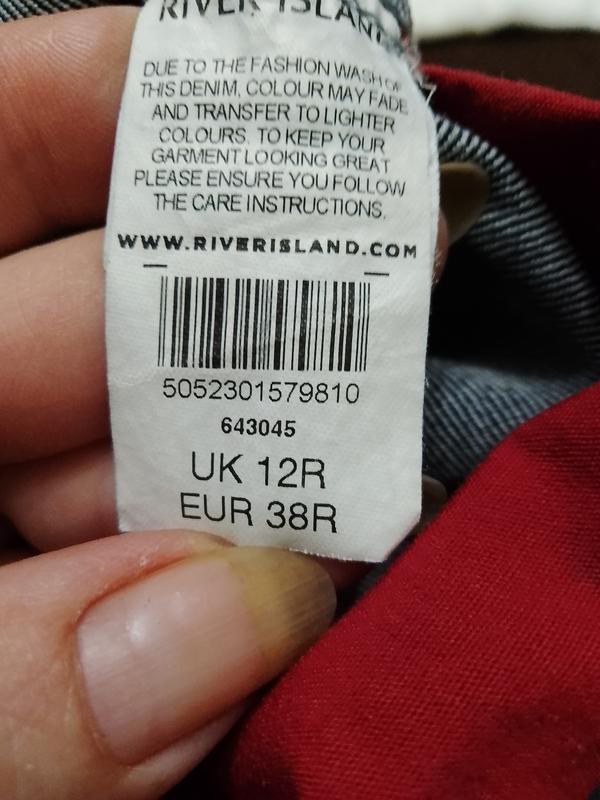 RIVER ISLAND
DUE TO THE FASHION WASH OF
THIS DENIM, COLOUR MAY FADE
AND TRANSFER TO LIGHTER
COLOURS. TO KEEP YOUR
GARMENT LOOKING GREAT
PLEASE ENSURE YOU FOLLOW
THE CARE INSTRUCTIONS.
WWW.RIVERISLAND.COM
5052301579810
643045
UK 12R
EUR 38R